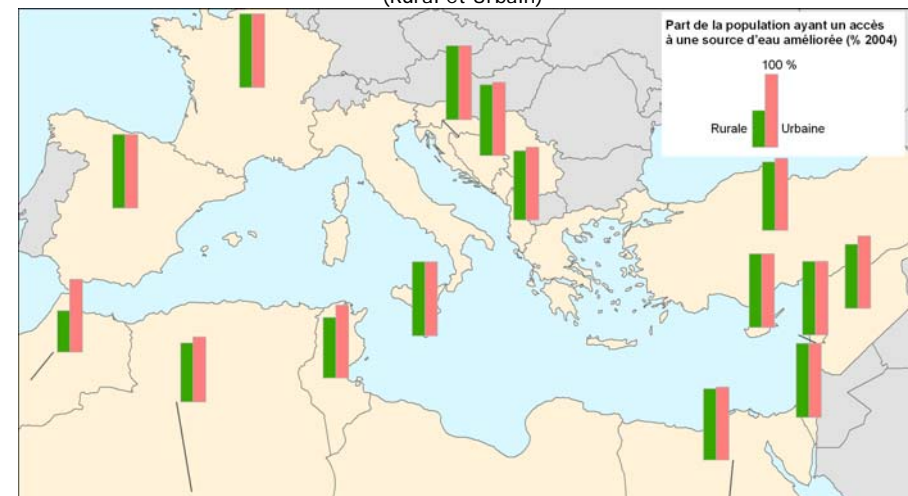 (Rural et Urbain)
Part de la population ayant un accès
à une source d'eau améliorée (% 2004)
100 %
Rurale
Urbaine